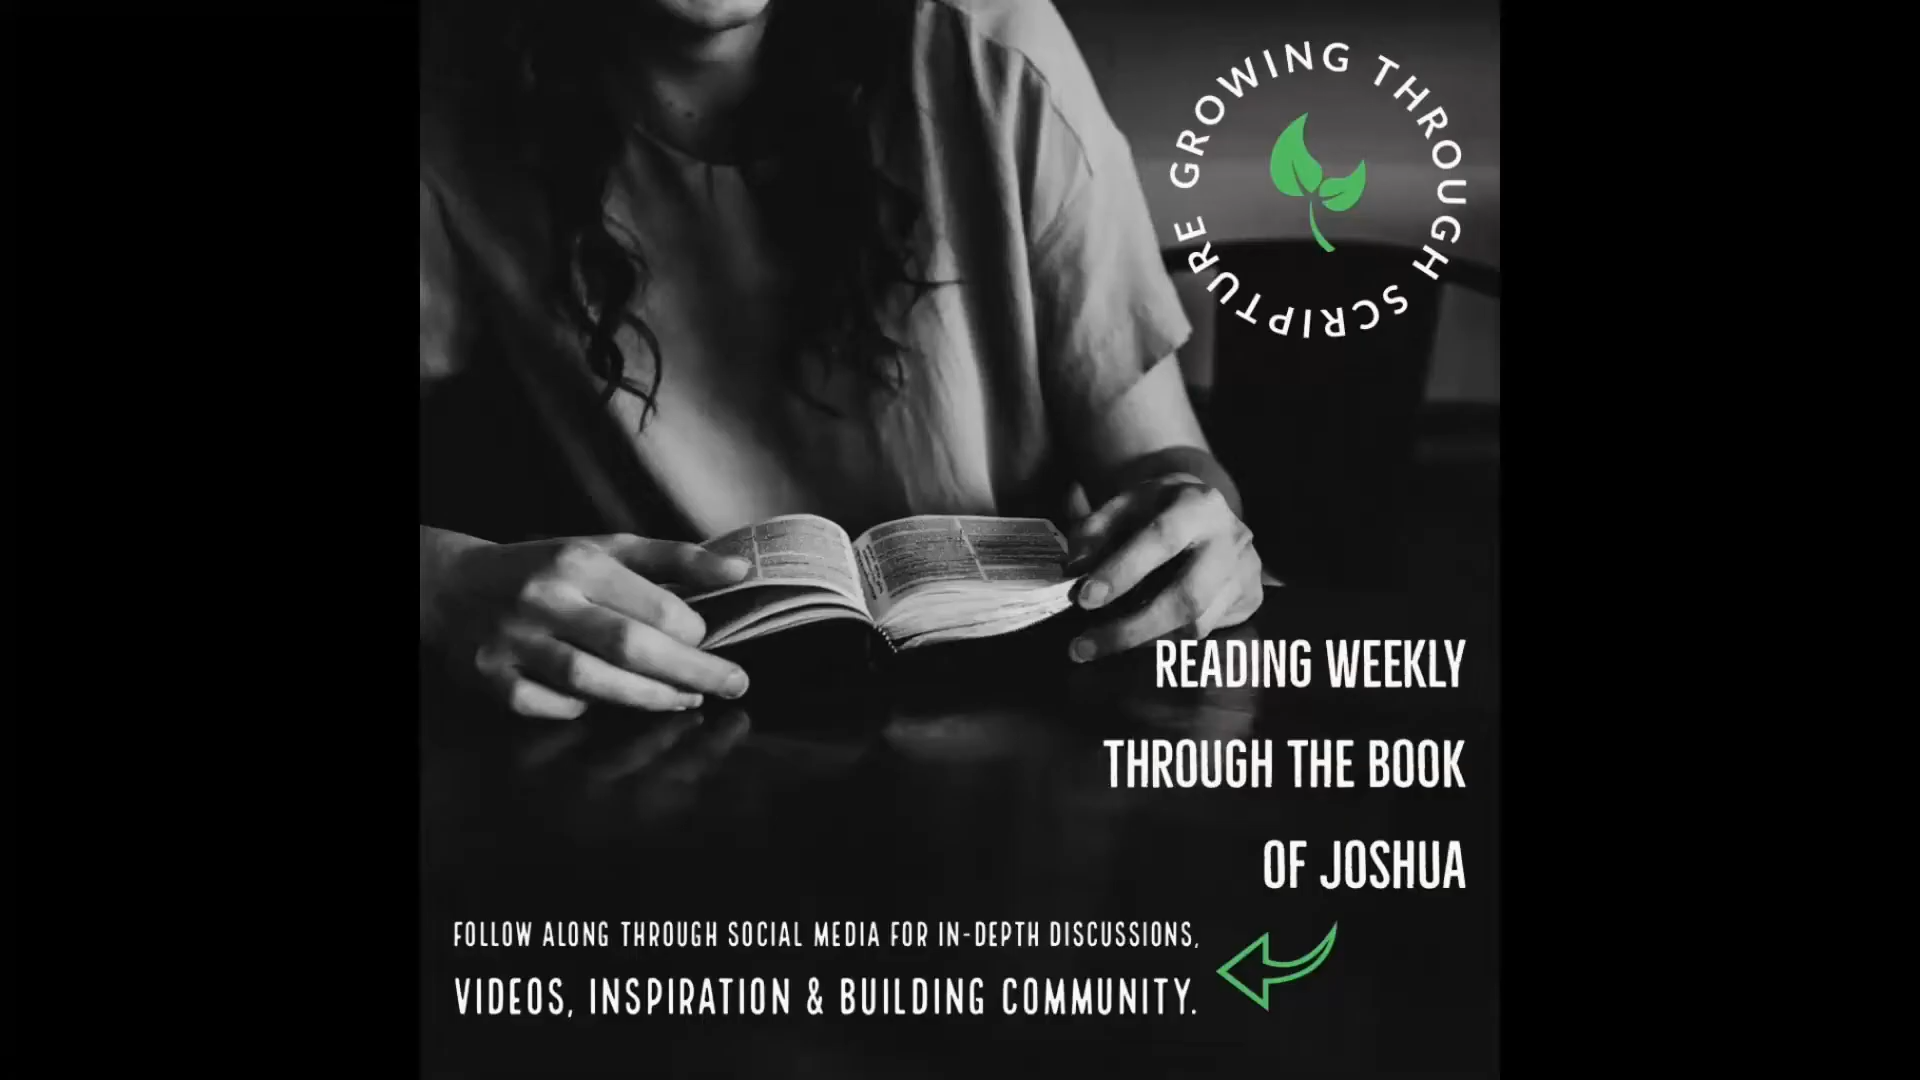 GROWING THROUGH SCRIPTURE
READING WEEKLY
THROUGH THE BOOK
OF JOSHUA
FOLLOW ALONG THROUGH SOCIAL MEDIA FOR IN-DEPTH DISCUSSIONS,
VIDEOS, INSPIRATION & BUILDING COMMUNITY.